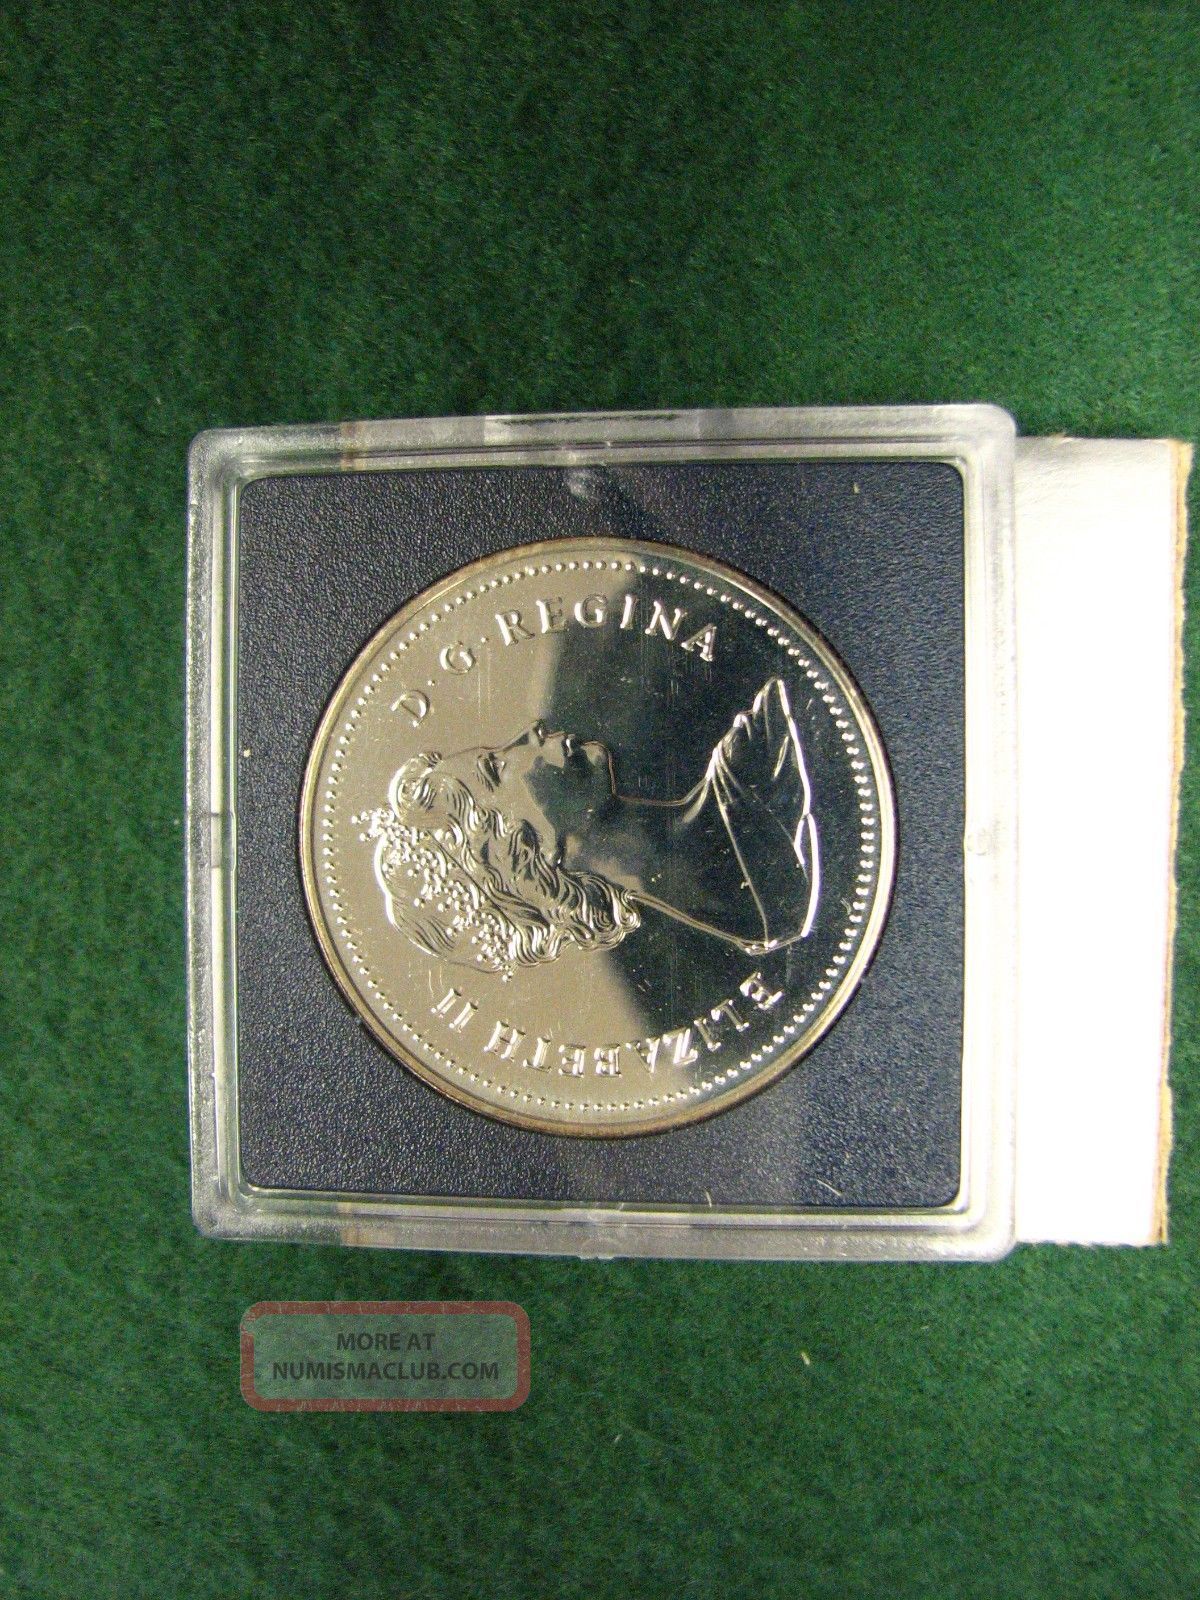 ELIZABETH II
D·G·REGINA
MORE AT
NUMISMACLUB.COM